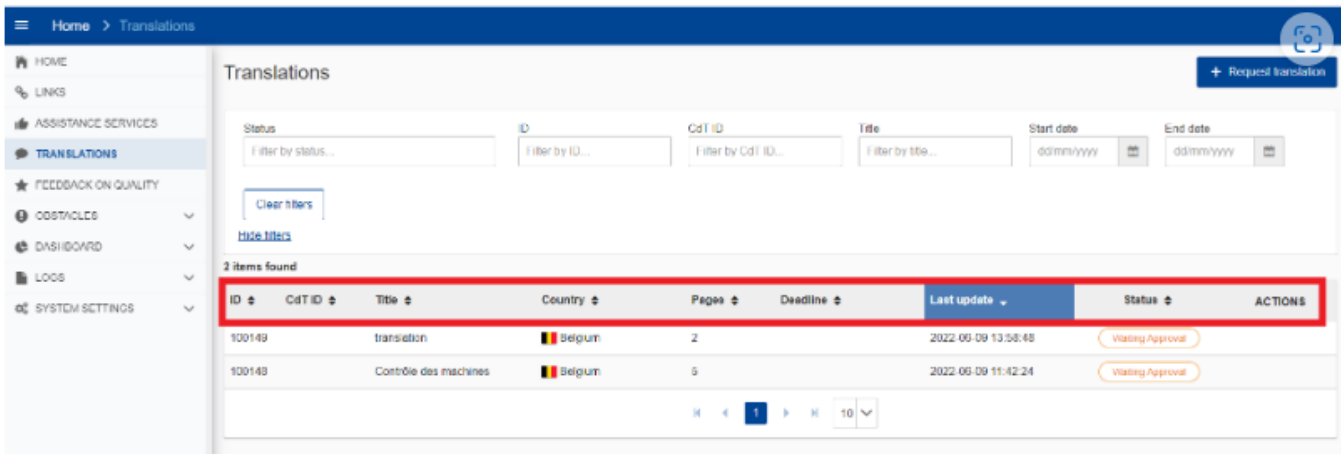 Home > Translations
HOME
LINKS
ASSISTANCE SERVICES
TRANSLATIONS
FEEDBACK ON QUALITY
OBSTACLES
DASHBOARD
LOGS
SYSTEM SETTINGS
Translations
+ Request translation
Status ID CdT ID Title Start date End date
Filter by status... Filter by ID... Filter by CdT ID... Filter by title... dd/mm/yyyy dd/mm/yyyy
Clear filters
Hide filters
2 items found
ID CdT ID Title Country Pages Deadline Last update Status ACTIONS
100149 translation Belgium 2 2022-06-09 13:58:48 Waiting Approval
100148 Contrôle des machines Belgium 5 2022-06-09 11:42:24 Waiting Approval
1 10